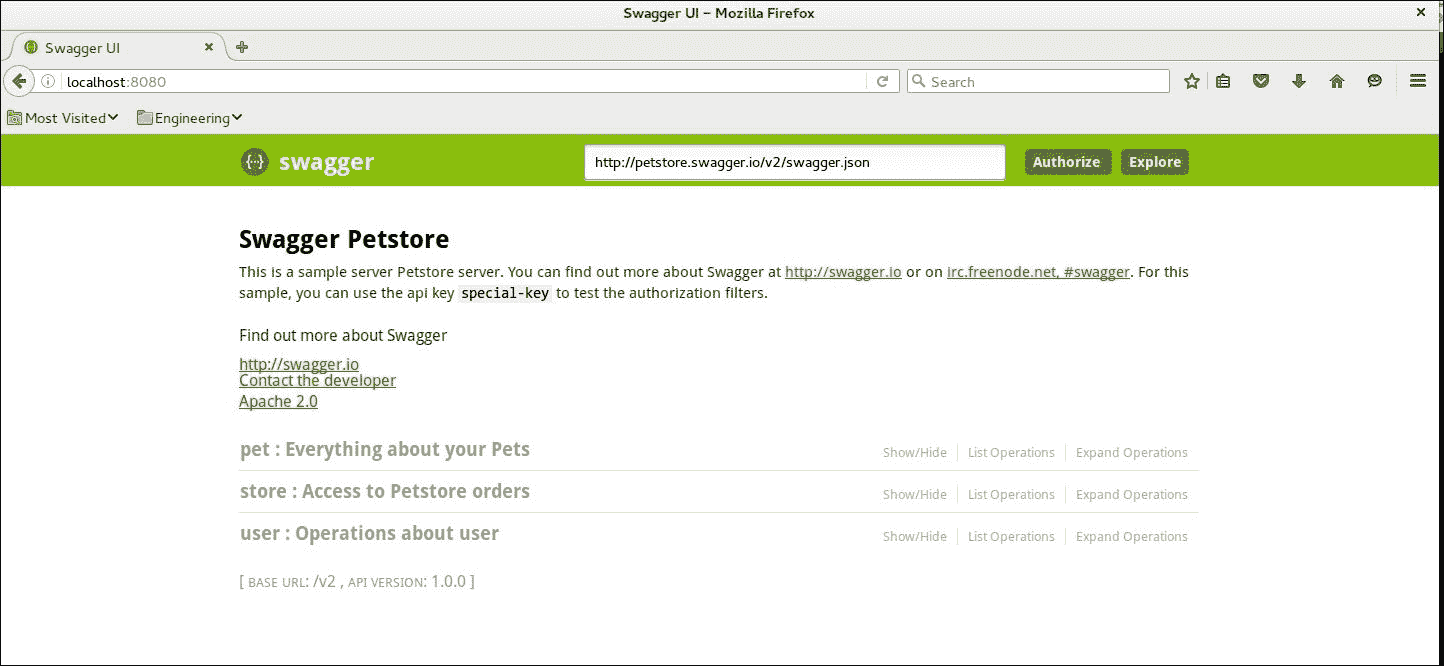 Swagger UI – Mozilla Firefox
Swagger UI
localhost:8080
Search
Most Visited Engineering
{···} swagger http://petstore.swagger.io/v2/swagger.json Authorize Explore
Swagger Petstore
This is a sample server Petstore server. You can find out more about Swagger at http://swagger.io or on irc.freenode.net, #swagger. For this
sample, you can use the api key special-key to test the authorization filters.
Find out more about Swagger
http://swagger.io
Contact the developer
Apache 2.0
pet : Everything about your Pets Show/Hide List Operations Expand Operations
store : Access to Petstore orders Show/Hide List Operations Expand Operations
user : Operations about user Show/Hide List Operations Expand Operations
[ BASE URL: /v2 , API VERSION: 1.0.0 ]